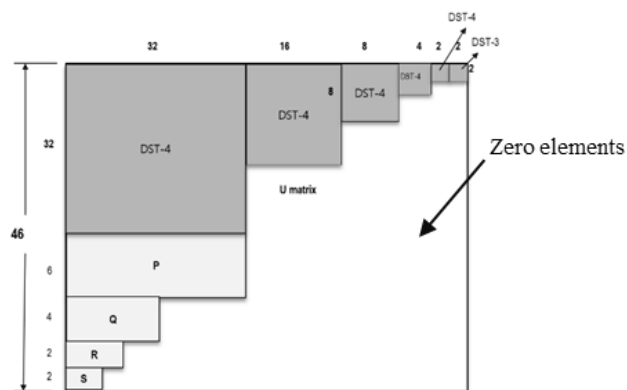 DST-4
DST-3
32 16 8 4 2 2
2
8
DST-4
DST-4
DST-4
DST-4
32
Zero elements
U matrix
46
P
6
4
Q
2
R
2
S